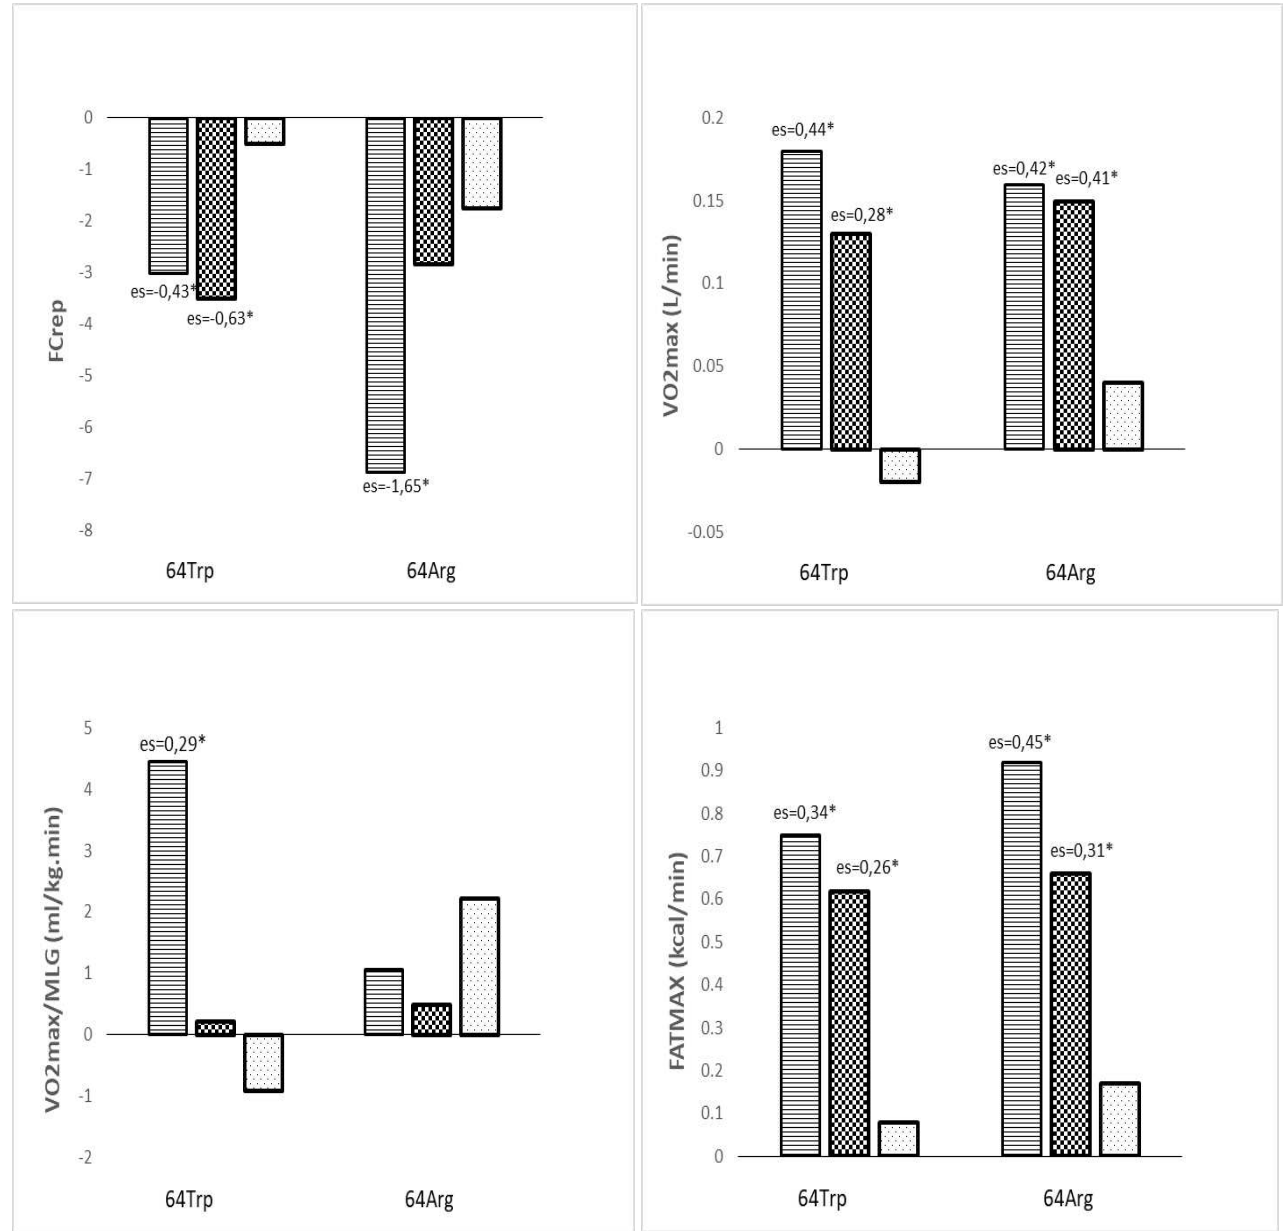 0
-1
-2
-3
-4
-5
-6
-7
-8
FCrep
es=-0,43*
es=-0,63*
es=-1,65*
64Trp
64Arg
0.2
0.15
0.1
0.05
0
-0.05
VO2max (L/min)
es=0,44*
es=0,28*
es=0,42*
es=0,41*
64Trp
64Arg
5
4
3
2
1
0
-1
-2
VO2max/MLG (ml/kg.min)
es=0,29*
64Trp
64Arg
1
0.9
0.8
0.7
0.6
0.5
0.4
0.3
0.2
0.1
0
FATMAX (kcal/min)
es=0,34*
es=0,26*
es=0,45*
es=0,31*
64Trp
64Arg